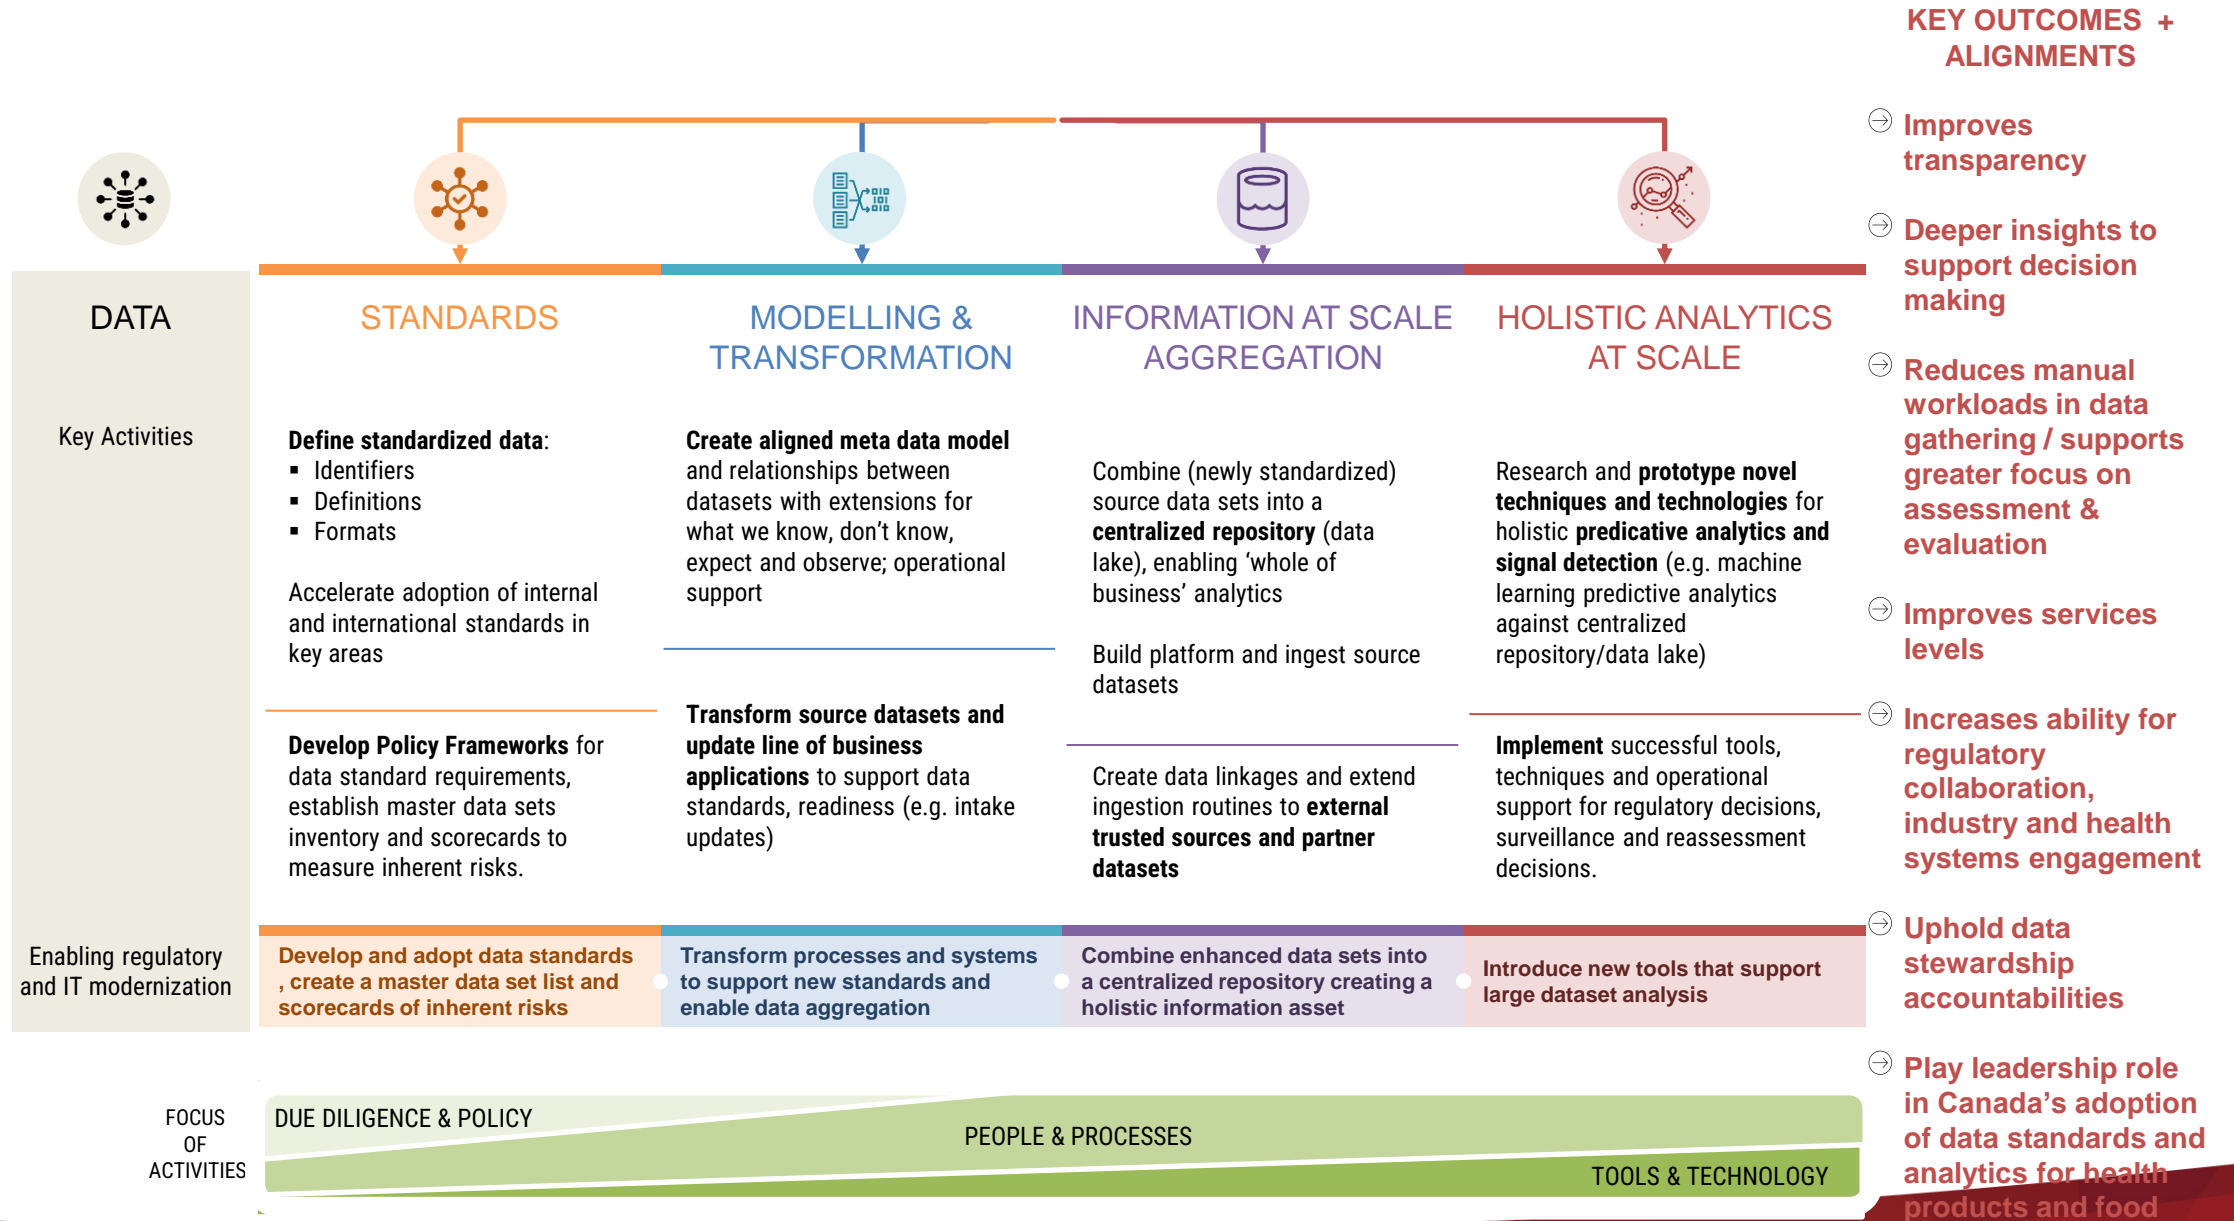 KEY OUTCOMES +
ALIGNMENTS
Improves
transparency
Deeper insights to
support decision
making
Reduces manual
workloads in data
gathering / supports
greater focus on
assessment &
evaluation
Improves services
levels
Increases ability for
regulatory
collaboration,
industry and health
systems engagement
Uphold data
stewardship
accountabilities
Play leadership role
in Canada's adoption
of data standards and
analytics for health
products and food
DATA
STANDARDS
MODELLING &
TRANSFORMATION
INFORMATION AT SCALE
AGGREGATION
HOLISTIC ANALYTICS
AT SCALE
Key Activities
Define standardized data:
▪ Identifiers
▪ Definitions
▪ Formats
Accelerate adoption of internal
and international standards in
key areas
Develop Policy Frameworks for
data standard requirements,
establish master data sets
inventory and scorecards to
measure inherent risks.
Create aligned meta data model
and relationships between
datasets with extensions for
what we know, don't know,
expect and observe; operational
support
Transform source datasets and
update line of business
applications to support data
standards, readiness (e.g. intake
updates)
Combine (newly standardized)
source data sets into a
centralized repository (data
lake), enabling 'whole of
business' analytics
Build platform and ingest source
datasets
Create data linkages and extend
ingestion routines to external
trusted sources and partner
datasets
Research and prototype novel
techniques and technologies for
holistic predicative analytics and
signal detection (e.g. machine
learning predictive analytics
against centralized
repository/data lake)
Implement successful tools,
techniques and operational
support for regulatory decisions,
surveillance and reassessment
decisions.
Enabling regulatory
and IT modernization
Develop and adopt data standards
, create a master data set list and
scorecards of inherent risks
Transform processes and systems
to support new standards and
enable data aggregation
Combine enhanced data sets into
a centralized repository creating a
holistic information asset
Introduce new tools that support
large dataset analysis
FOCUS
OF
ACTIVITIES
DUE DILIGENCE & POLICY
PEOPLE & PROCESSES
TOOLS & TECHNOLOGY